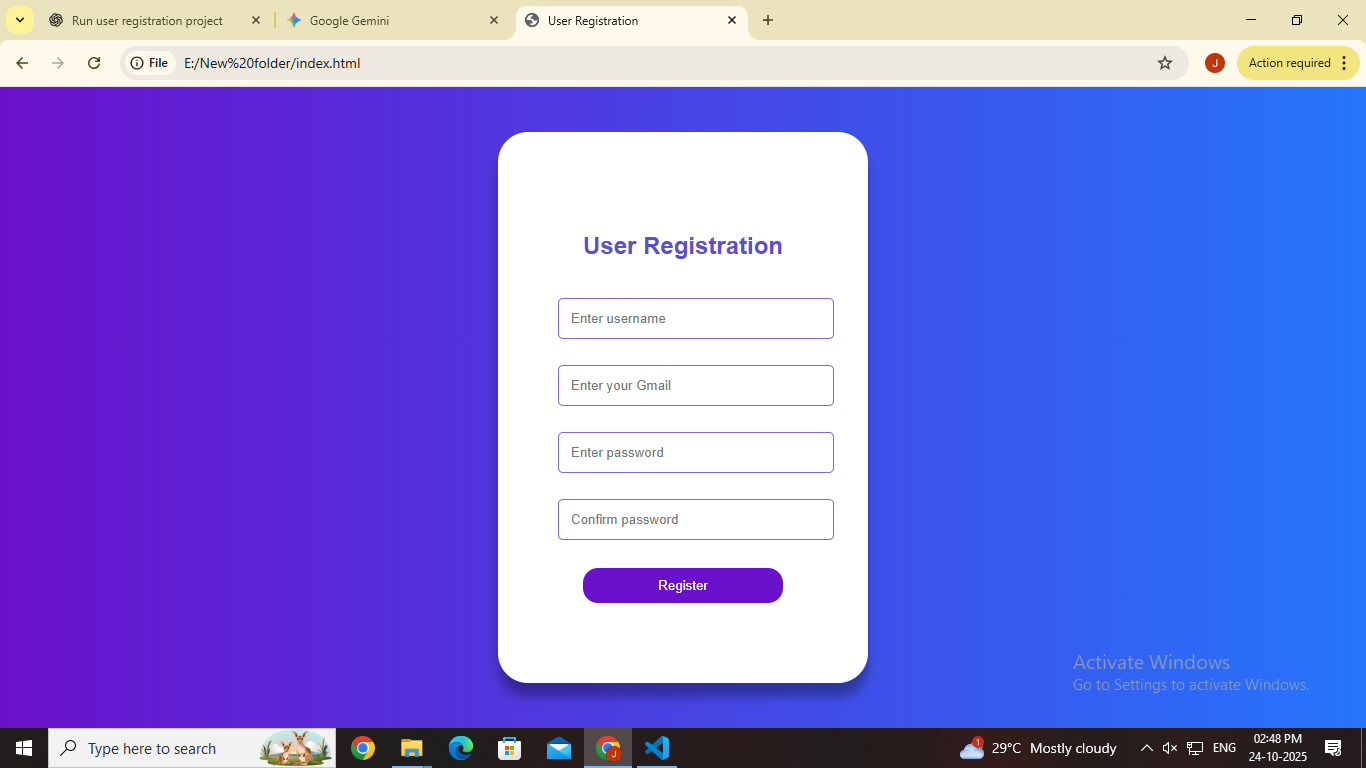 Run user registration project
Google Gemini
User Registration
File
E:/New%20folder/index.html
J
Action required
User Registration
Enter username
Enter your Gmail
Enter password
Confirm password
Register
Activate Windows
Go to Settings to activate Windows.
Type here to search
J
1
29°C Mostly cloudy
ENG
02:48 PM
24-10-2025